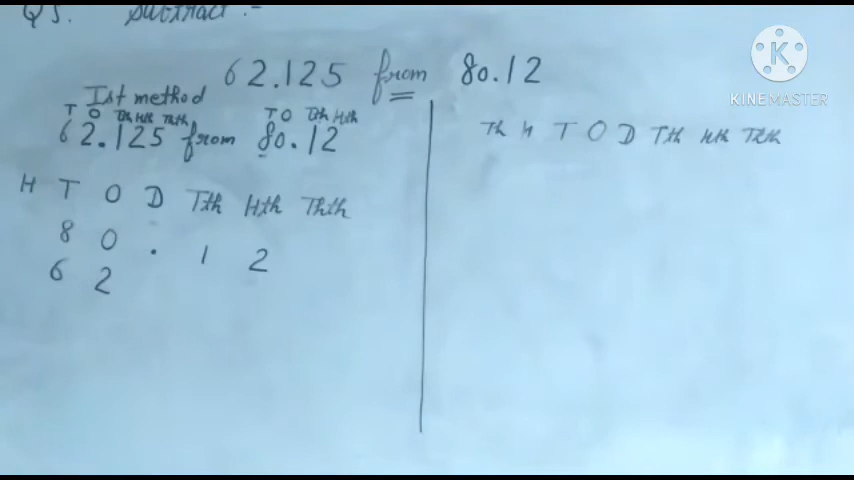 Q5. Subtract :-
62.125 from 80.12
Ist method
T O Tth Hth Thth T O Tth Hth
62.125 from 80.12
H T O D Tth Hth Thth
8 0 . 1 2
6 2
Th H T O D Tth Hth Thth
K
KINEMASTER